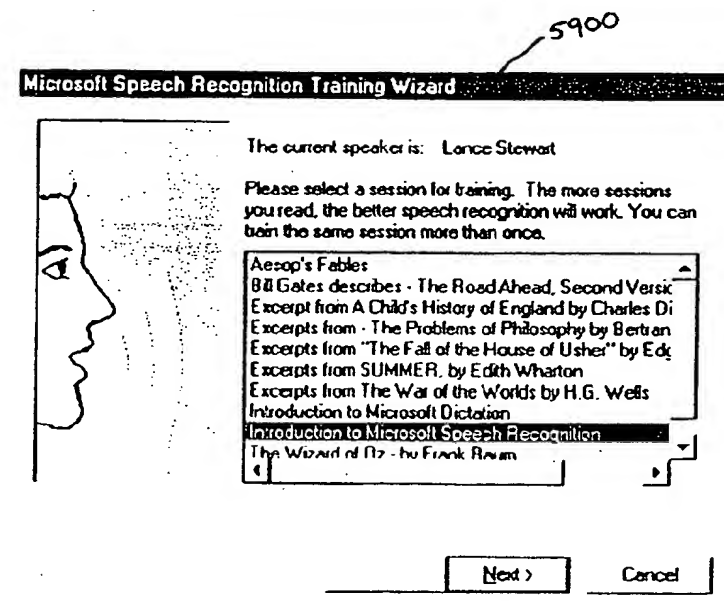 5900
Microsoft Speech Recognition Training Wizard
The current speaker is: Lance Stewart
Please select a session for training. The more sessions
you read, the better speech recognition will work. You can
train the same session more than once.
Aesop's Fables
Bill Gates describes - The Road Ahead, Second Versic
Excerpt from A Child's History of England by Charles Di
Excerpts from - The Problems of Philosophy by Bertran
Excerpts from "The Fall of the House of Usher" by Edg
Excerpts from SUMMER, by Edith Wharton
Excerpts from The War of the Worlds by H.G. Wells
Introduction to Microsoft Dictation
Introduction to Microsoft Speech Recognition
The Wizard of Oz - by Frank Baum
Next >
Cancel